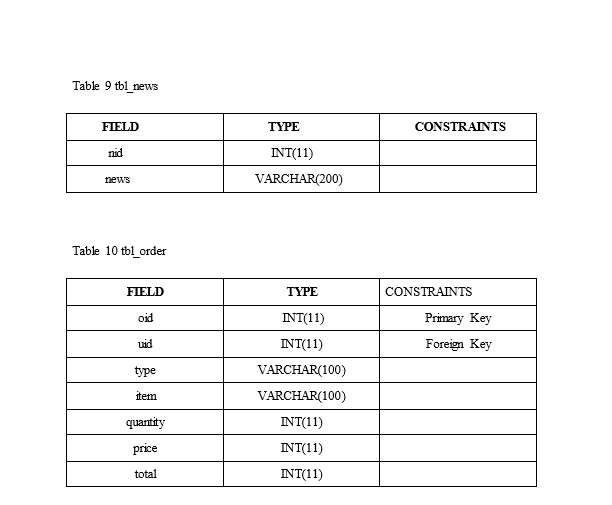 Table 9 tbl_news
FIELD TYPE CONSTRAINTS
nid INT(11)
news VARCHAR(200)
Table 10 tbl_order
FIELD TYPE CONSTRAINTS
oid INT(11) Primary Key
uid INT(11) Foreign Key
type VARCHAR(100)
item VARCHAR(100)
quantity INT(11)
price INT(11)
total INT(11)